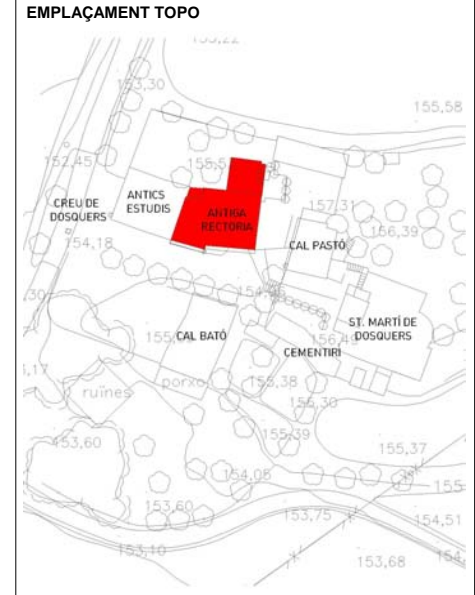 EMPLAÇAMENT TOPO
153,22
153,30
155,58
152,45
155,5
ANTICS
ESTUDIS
CREU DE
DOSQUERS
ANTIGA
RECTORIA
157,31
156,39
154,18
CAL PASTÓ
ST. MARTÍ DE
DOSQUERS
CAL BATÓ
CEMENTIRI
porxo
155,38
ruïnes
155,39
155,37
153,60
154,05
153,60
153,75
154,51
153,10
153,68